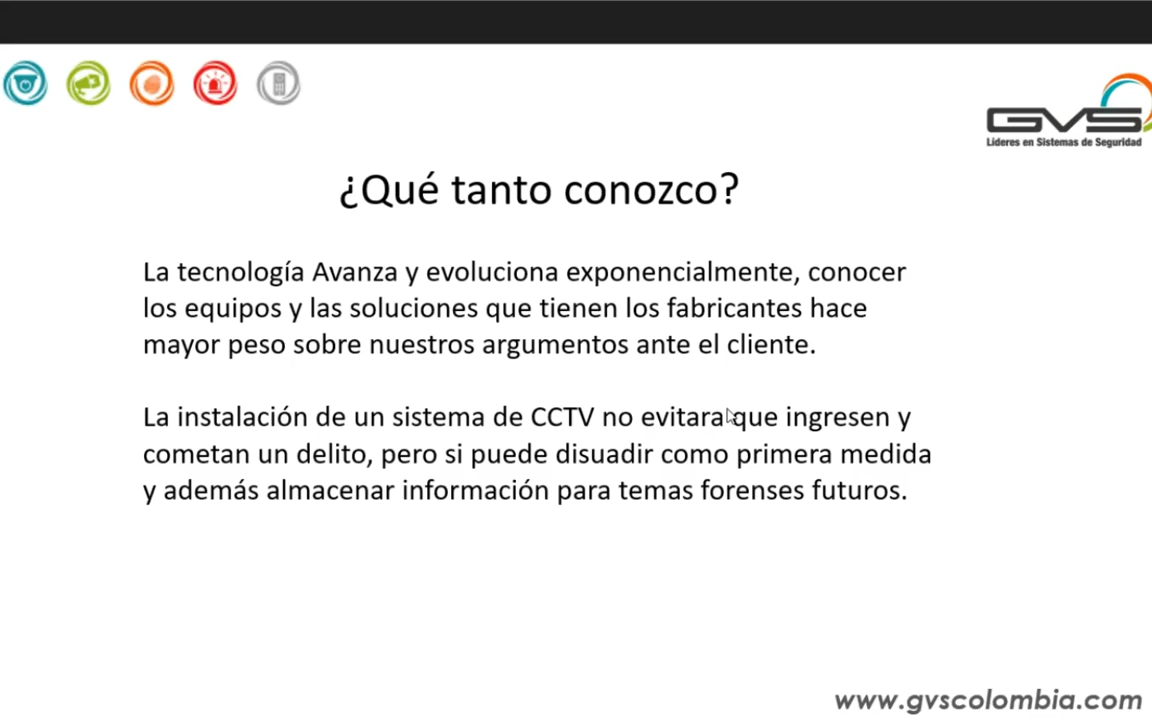 GVS
Líderes en Sistemas de Seguridad
¿Qué tanto conozco?
La tecnología Avanza y evoluciona exponencialmente, conocer
los equipos y las soluciones que tienen los fabricantes hace
mayor peso sobre nuestros argumentos ante el cliente.
La instalación de un sistema de CCTV no evitara que ingresen y
cometan un delito, pero si puede disuadir como primera medida
y además almacenar información para temas forenses futuros.
www.gvscolombia.com